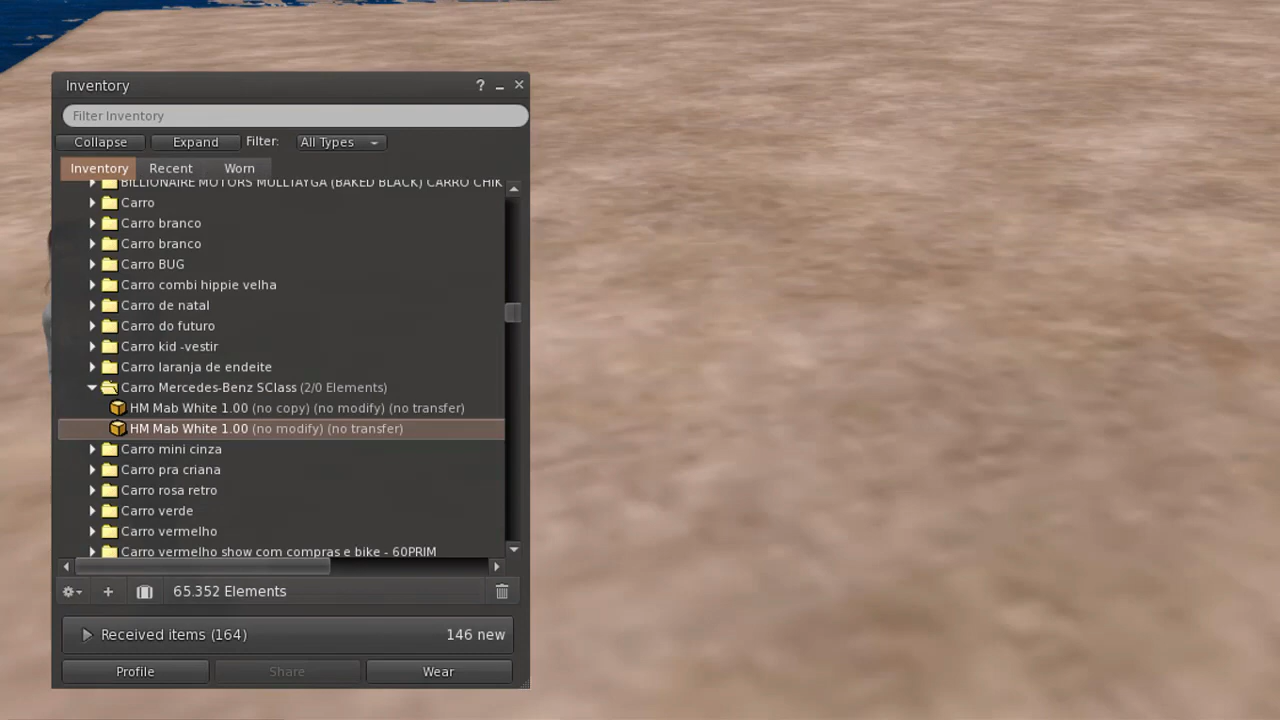 Inventory ?
Filter Inventory
Collapse Expand Filter: All Types
Inventory Recent Worn
BILLIONAIRE MOTORS MULLTAYGA (BAKED BLACK) CARRO CHIK
Carro
Carro branco
Carro branco
Carro BUG
Carro combi hippie velha
Carro de natal
Carro do futuro
Carro kid -vestir
Carro laranja de endeite
Carro Mercedes-Benz SClass (2/0 Elements)
HM Mab White 1.00 (no copy) (no modify) (no transfer)
HM Mab White 1.00 (no modify) (no transfer)
Carro mini cinza
Carro pra criana
Carro rosa retro
Carro verde
Carro vermelho
Carro vermelho show com compras e bike - 60PRIM
65.352 Elements
Received items (164) 146 new
Profile Share Wear